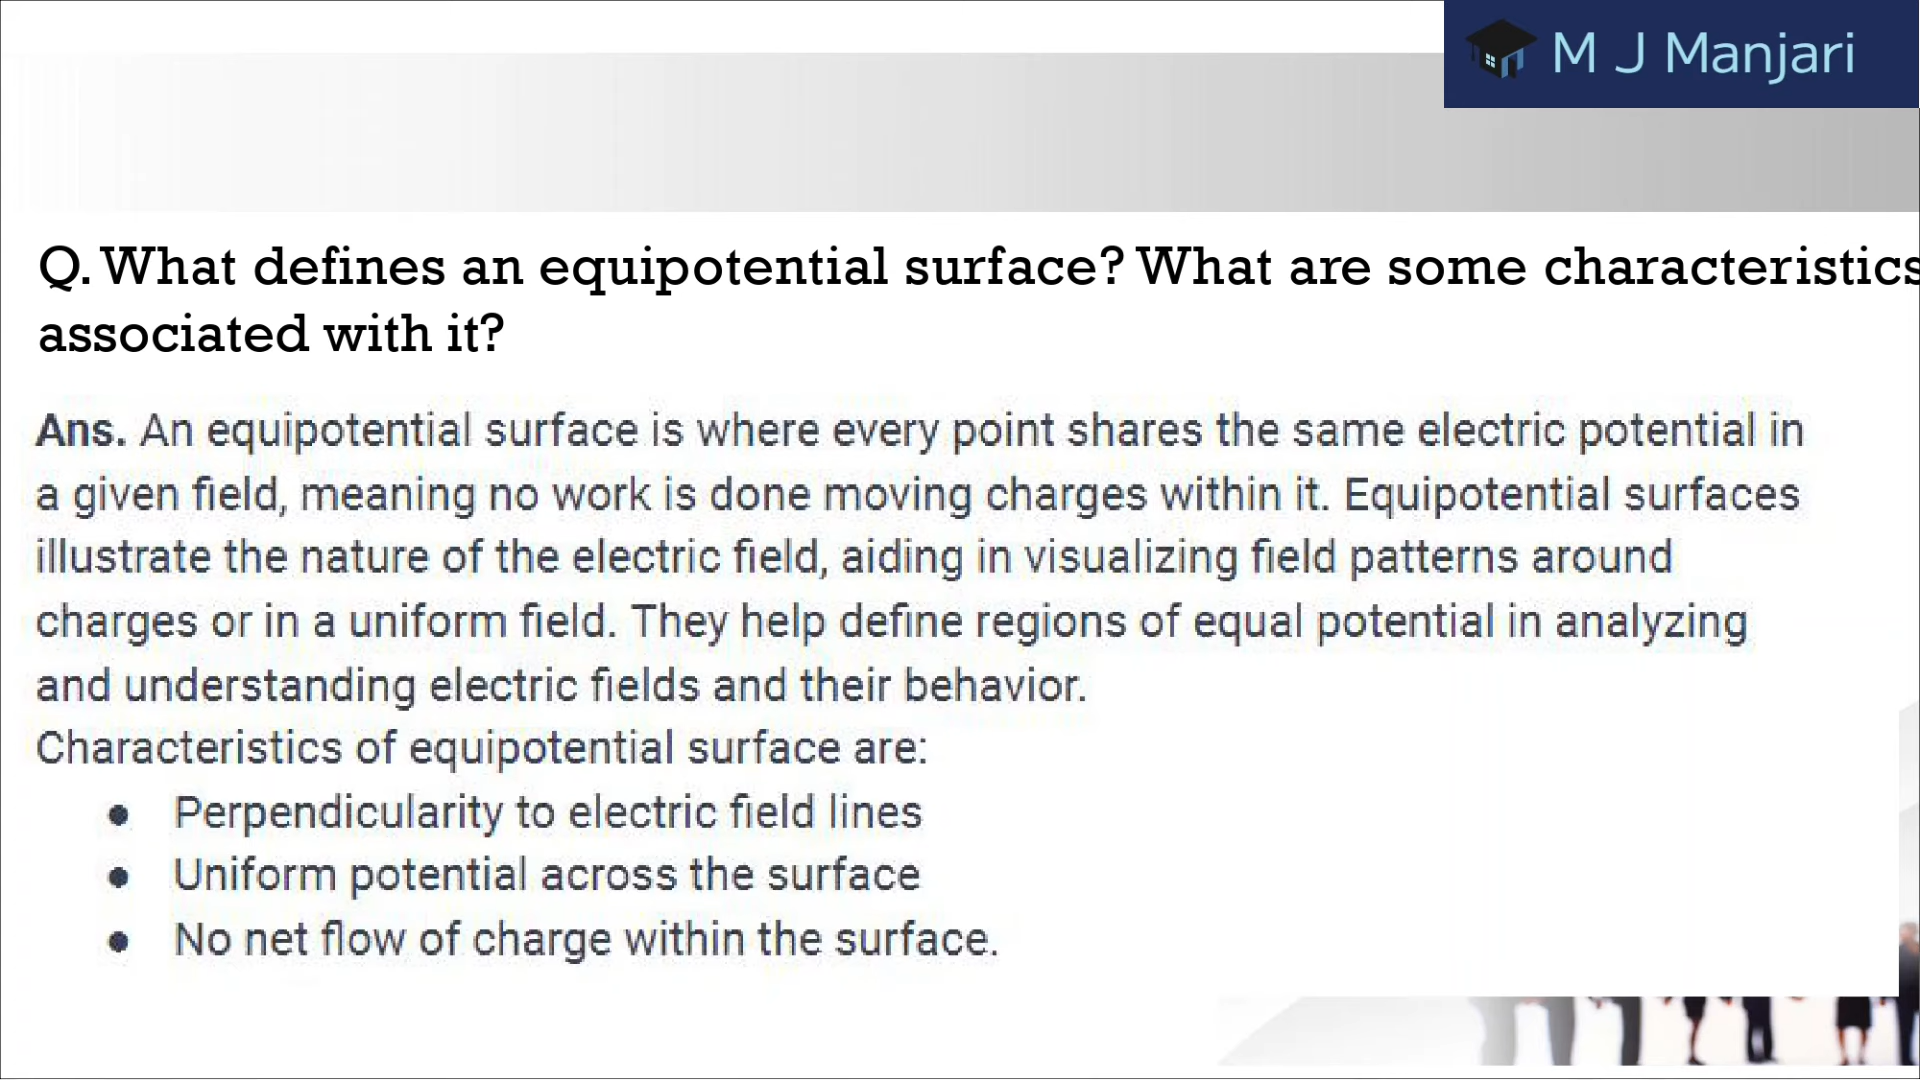 M J Manjari
Q. What defines an equipotential surface? What are some characteristics
associated with it?
Ans. An equipotential surface is where every point shares the same electric potential in
a given field, meaning no work is done moving charges within it. Equipotential surfaces
illustrate the nature of the electric field, aiding in visualizing field patterns around
charges or in a uniform field. They help define regions of equal potential in analyzing
and understanding electric fields and their behavior.
Characteristics of equipotential surface are:
● Perpendicularity to electric field lines
● Uniform potential across the surface
● No net flow of charge within the surface.